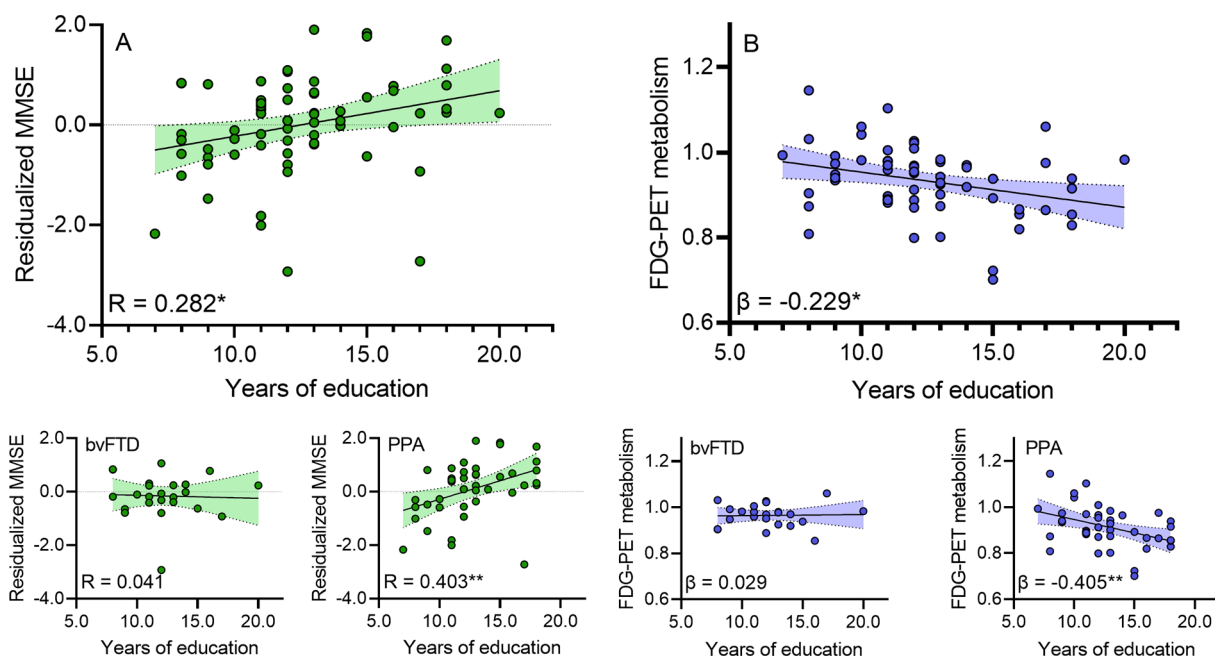 A
Residualized MMSE
2.0
0.0
-2.0
-4.0
R = 0.282*
5.0 10.0 15.0 20.0
Years of education
B
FDG-PET metabolism
1.2
1.0
0.8
0.6
β = -0.229*
5.0 10.0 15.0 20.0
Years of education
bvFTD
Residualized MMSE
2.0
0.0
-2.0
-4.0
R = 0.041
5.0 10.0 15.0 20.0
Years of education
PPA
Residualized MMSE
2.0
0.0
-2.0
-4.0
R = 0.403**
5.0 10.0 15.0 20.0
Years of education
bvFTD
FDG-PET metabolism
1.2
1.0
0.8
0.6
β = 0.029
5.0 10.0 15.0 20.0
Years of education
PPA
FDG-PET metabolism
1.2
1.0
0.8
0.6
β = -0.405**
5.0 10.0 15.0 20.0
Years of education